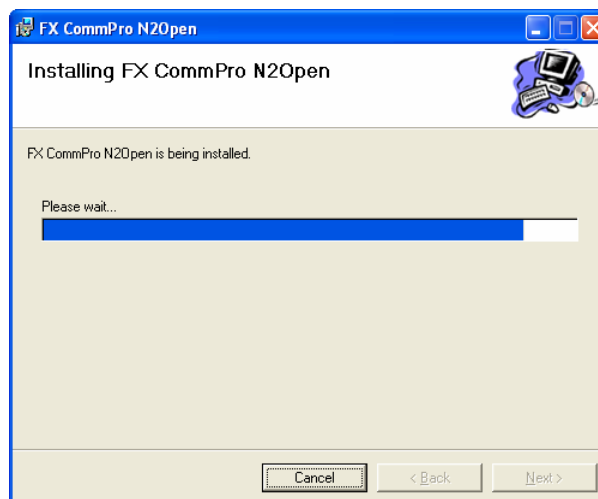 FX CommPro N2Open
Installing FX CommPro N2Open
FX CommPro N2Open is being installed.
Please wait...
Cancel
< Back
Next >